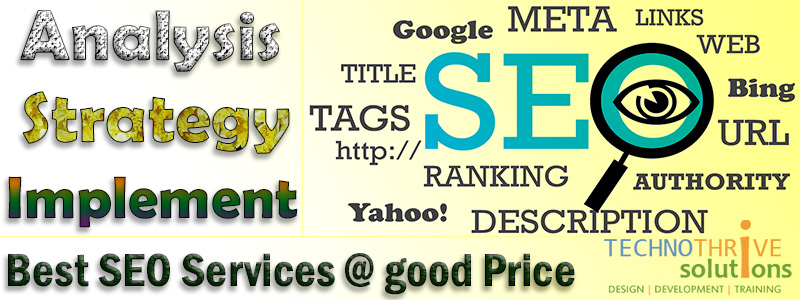 Analysis
Strategy
Implement
Google META LINKS
WEB
TITLE SEO Bing
TAGS URL
http://
RANKING AUTHORITY
Yahoo! DESCRIPTION
TECHNOTHRIVE
solutions
DESIGN | DEVELOPMENT | TRAINING
Best SEO Services @ good Price